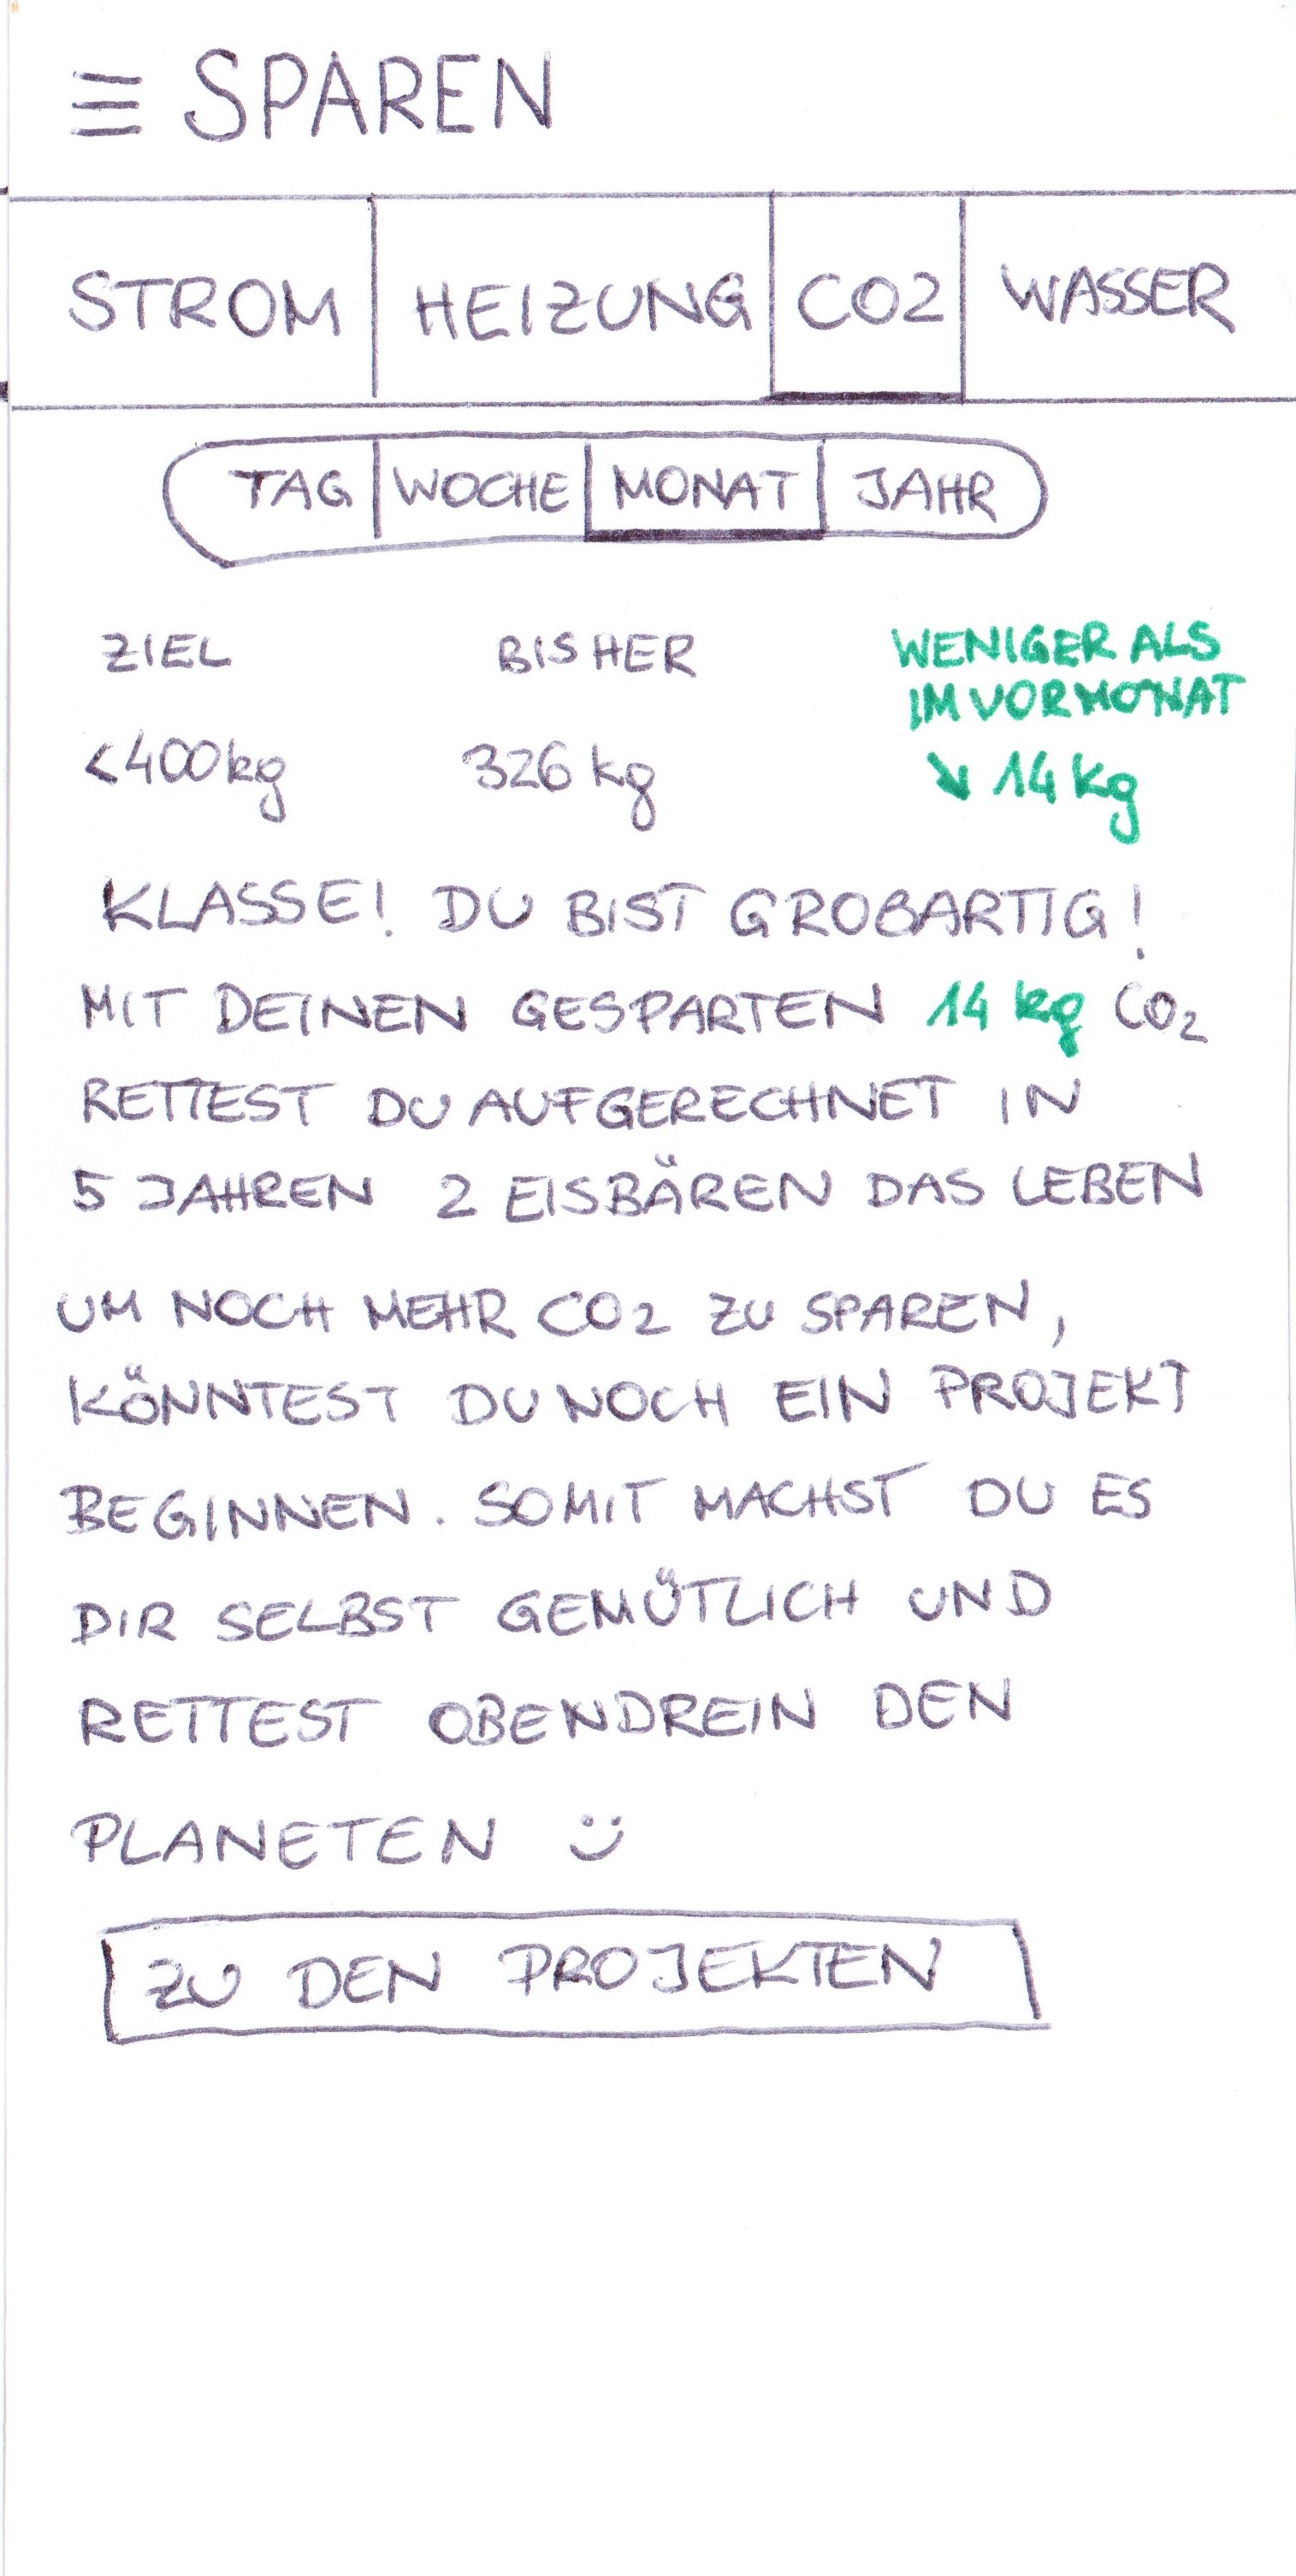 SPAREN
STROM HEIZUNG CO2 WASSER
TAG WOCHE MONAT JAHR
ZIEL BISHER WENIGER ALS
IM VORMONAT
<400kg 326 kg ↘ 14 kg
KLASSE! DU BIST GROßARTIG!
MIT DEINEN GESPARTEN 14 kg CO₂
RETTEST DU AUFGERECHNET IN
5 JAHREN 2 EISBÄREN DAS LEBEN
UM NOCH MEHR CO2 ZU SPAREN,
KÖNNTEST DU NOCH EIN PROJEKT
BEGINNEN. SOMIT MACHST DU ES
DIR SELBST GEMÜTLICH UND
RETTEST OBENDREIN DEN
PLANETEN Ü
ZU DEN PROJEKTEN